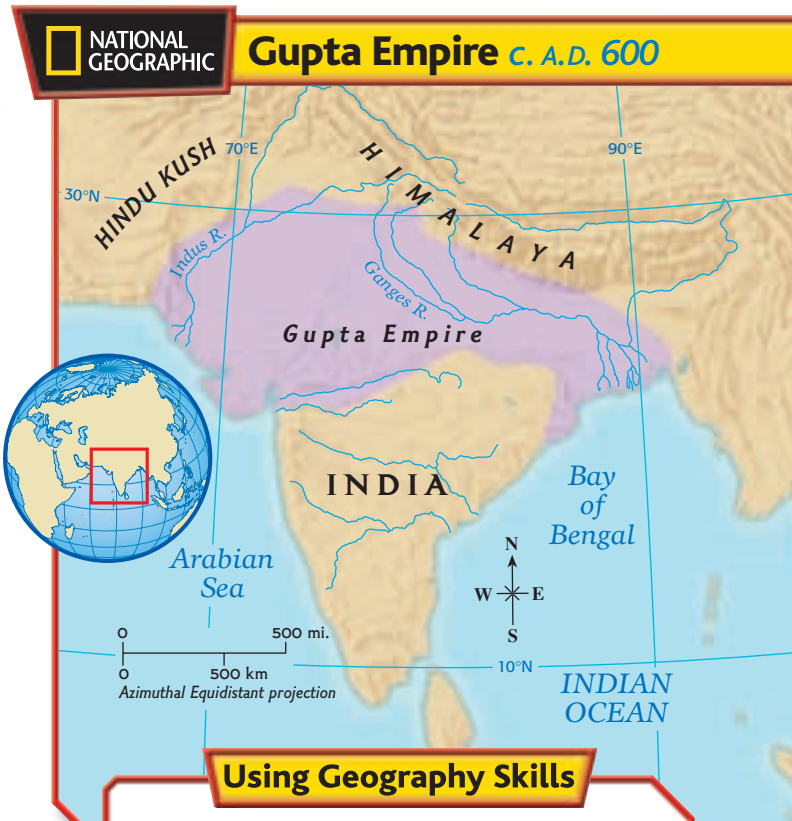 NATIONAL
GEOGRAPHIC
Gupta Empire C. A.D. 600
70°E
90°E
HINDU KUSH
HIMALAYA
30°N
Indus R.
Ganges R.
Gupta Empire
INDIA
Bay
of
Bengal
Arabian
Sea
N
W E
S
0 500 mi.
0 500 km
Azimuthal Equidistant projection
10°N
INDIAN
OCEAN
Using Geography Skills